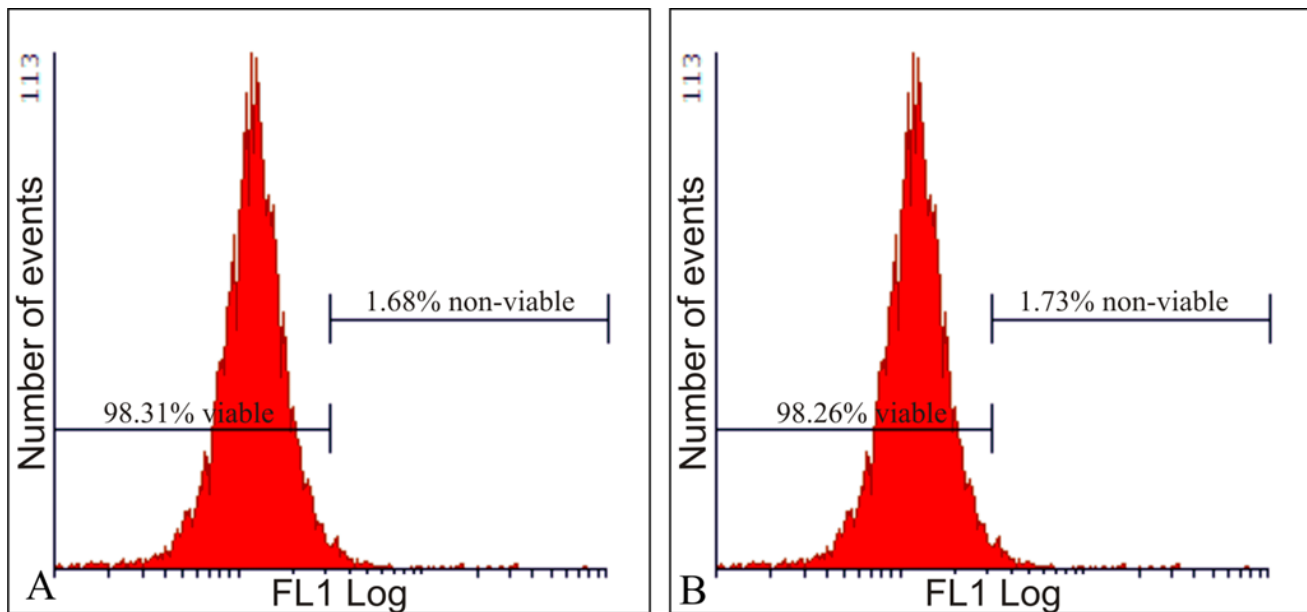 113
Number of events
1.68% non-viable
98.31% viable
A
FL1 Log
113
Number of events
1.73% non-viable
98.26% viable
B
FL1 Log